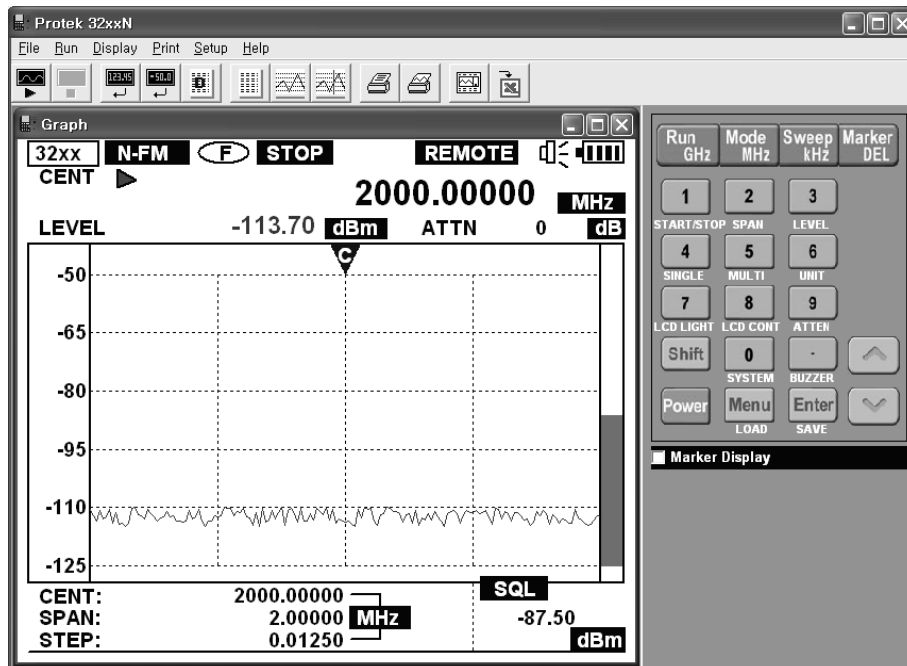 Protek 32xxN
File Run Display Print Setup Help
123.45 -50.0 D
Graph
32xx N-FM F STOP REMOTE
CENT
2000.00000 MHz
LEVEL -113.70 dBm ATTN 0 dB
C
-50
-65
-80
-95
-110
-125
CENT: 2000.00000
SPAN: 2.00000 MHz
STEP: 0.01250
SQL
-87.50
dBm
Run GHz Mode MHz Sweep kHz Marker DEL
1 2 3
START/STOP SPAN LEVEL
4 5 6
SINGLE MULTI UNIT
7 8 9
LCD LIGHT LCD CONT ATTEN
Shift 0 .
SYSTEM BUZZER
Power Menu Enter
LOAD SAVE
Marker Display